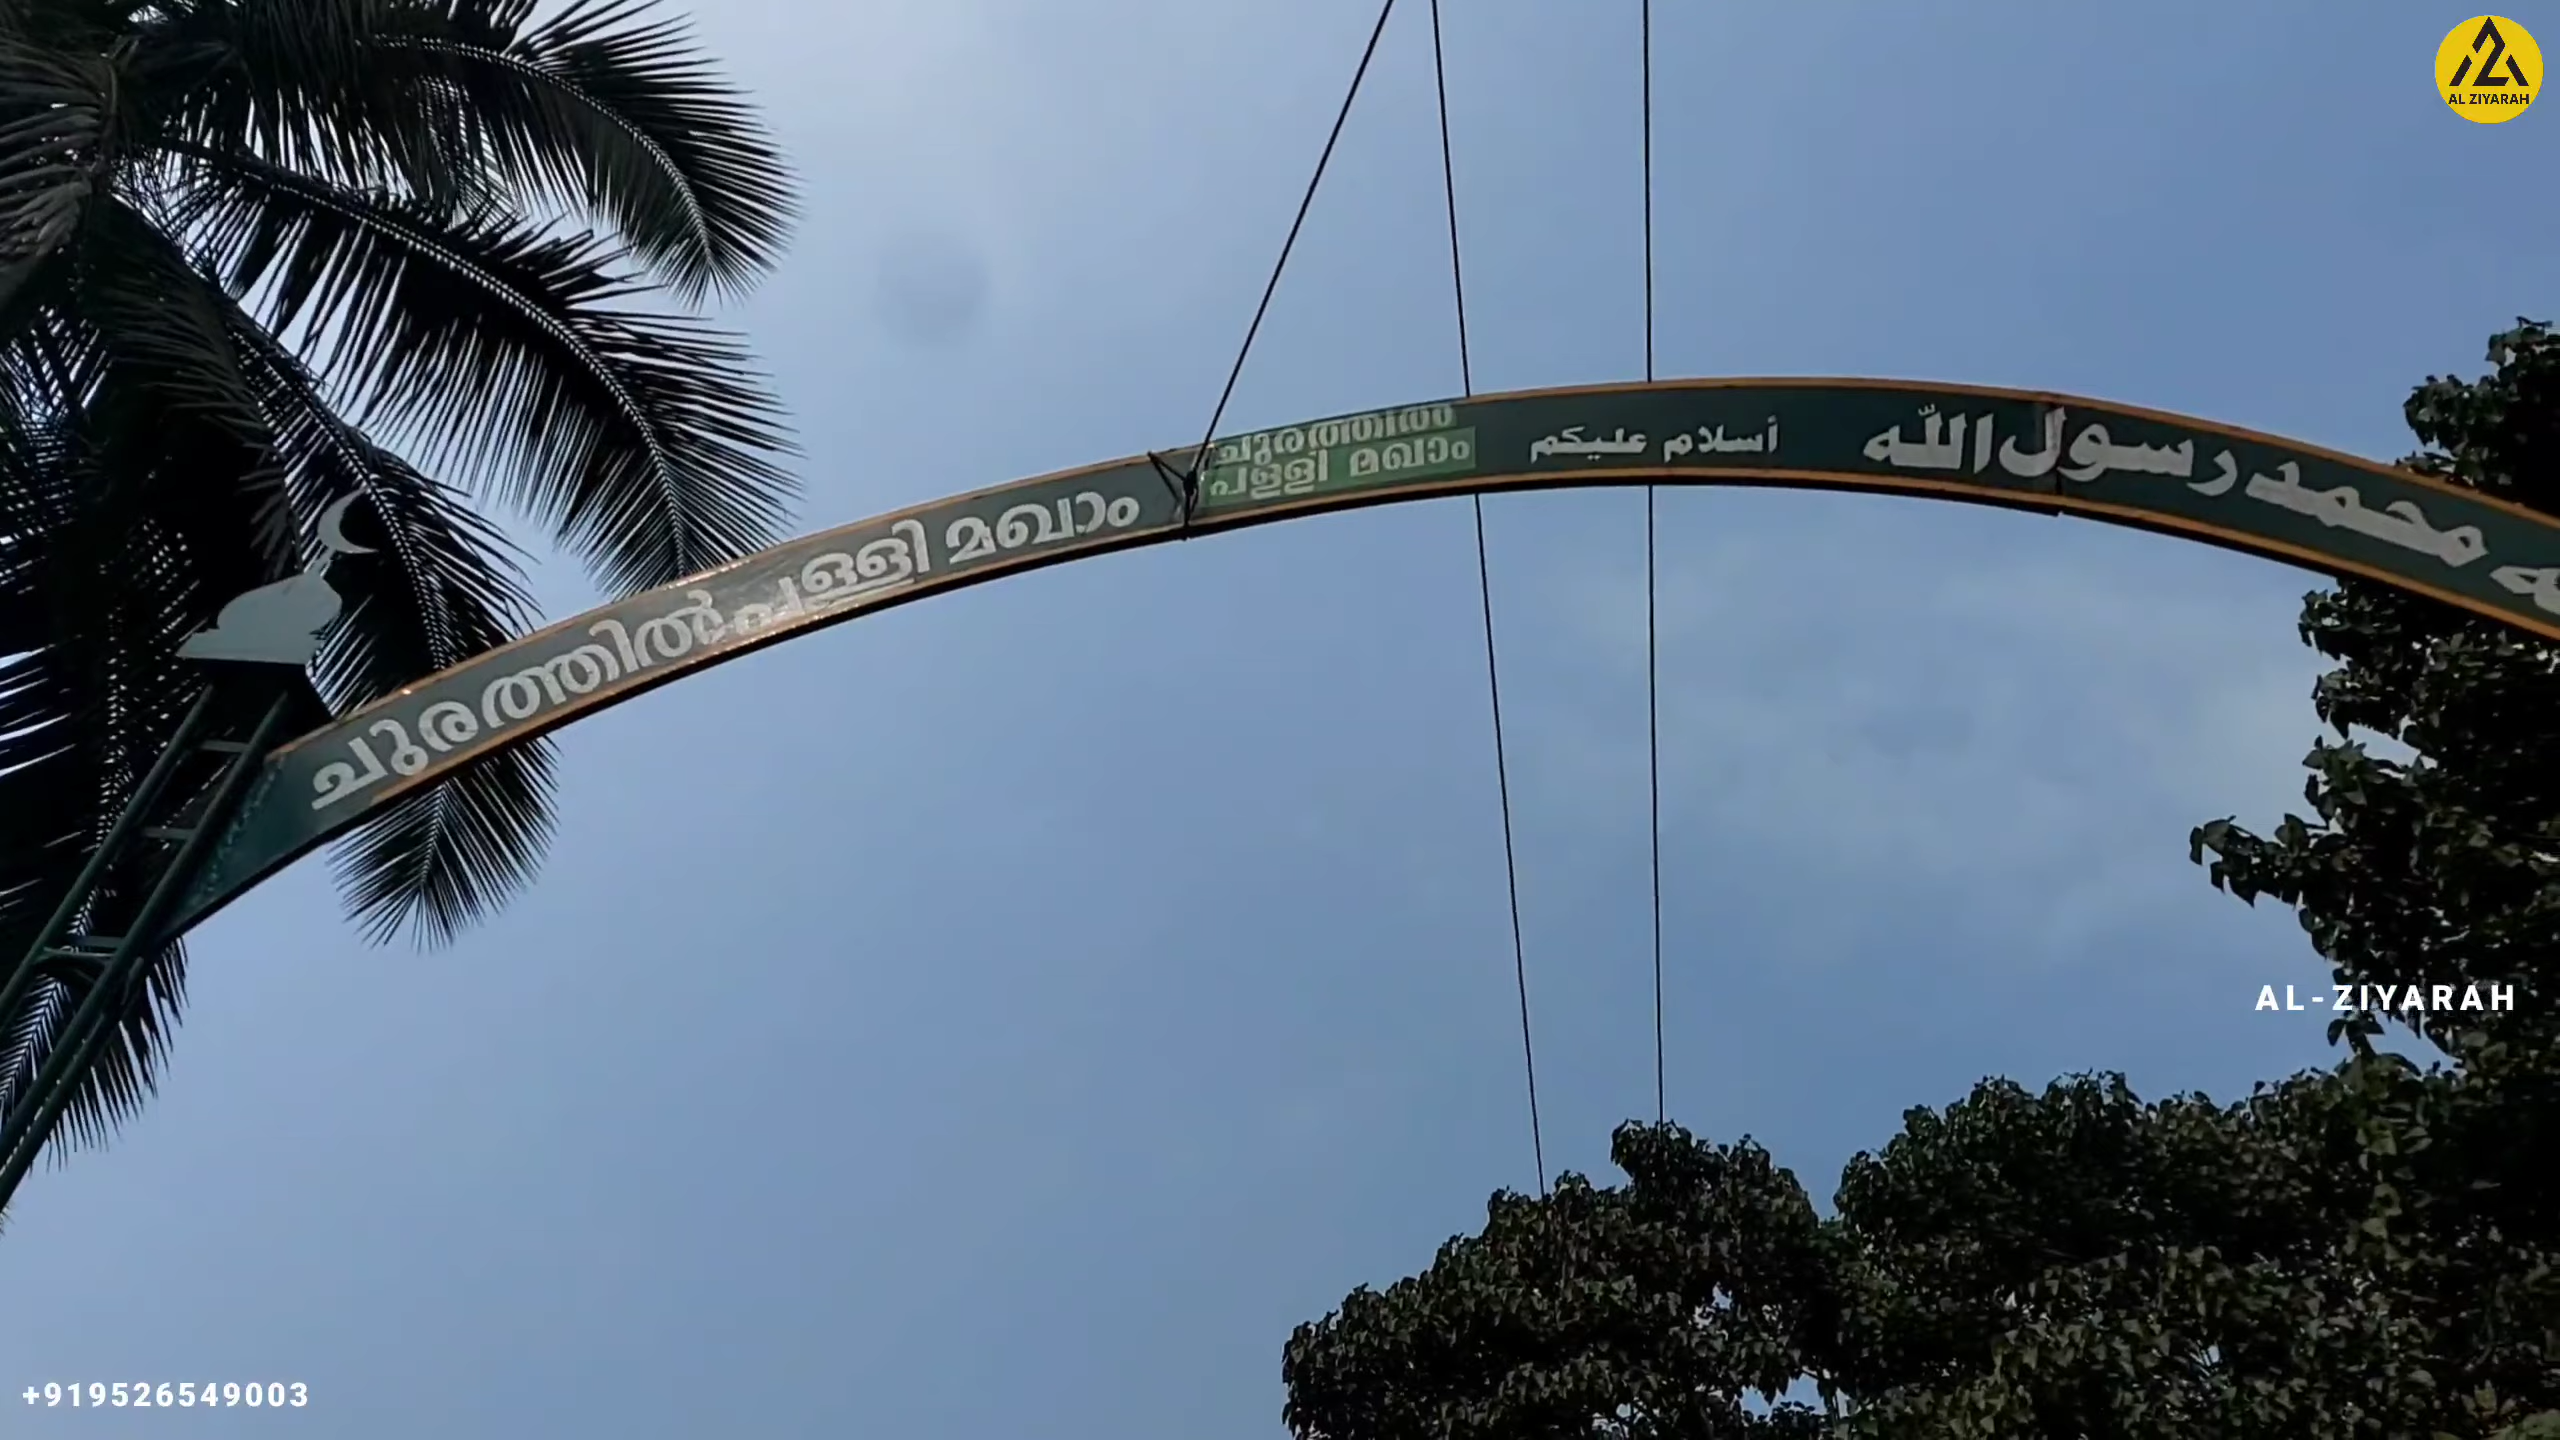 AL ZIYARAH
ചുരത്തിൽ പള്ളി മഖാം
ചുരത്തിൽ
പള്ളി മഖാം
أسلام عليكم
محمد رسول الله
AL-ZIYARAH
+919526549003